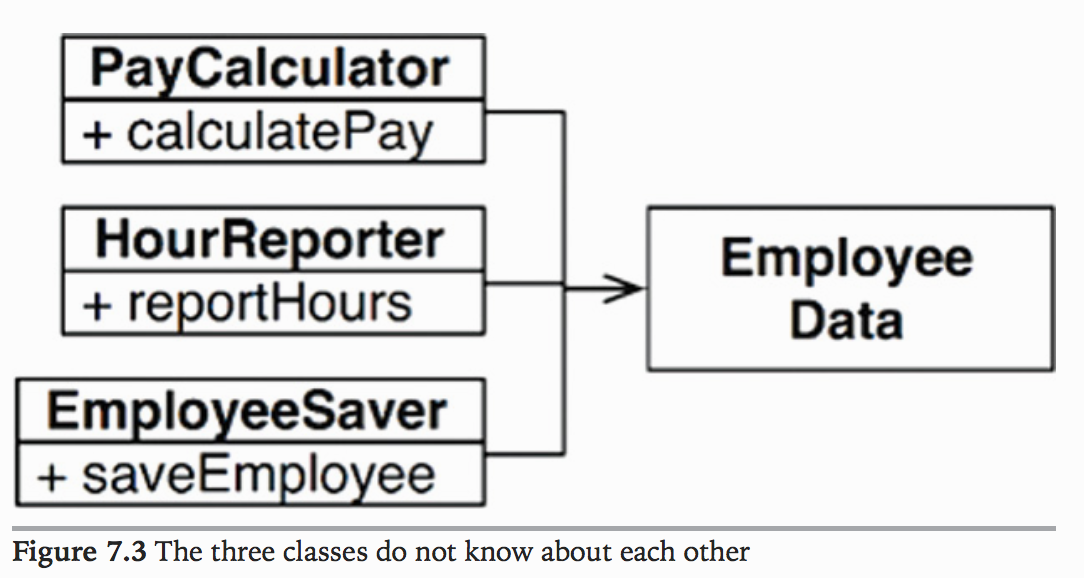 PayCalculator
+ calculatePay
HourReporter
+ reportHours
EmployeeSaver
+ saveEmployee
Employee
Data
Figure 7.3 The three classes do not know about each other